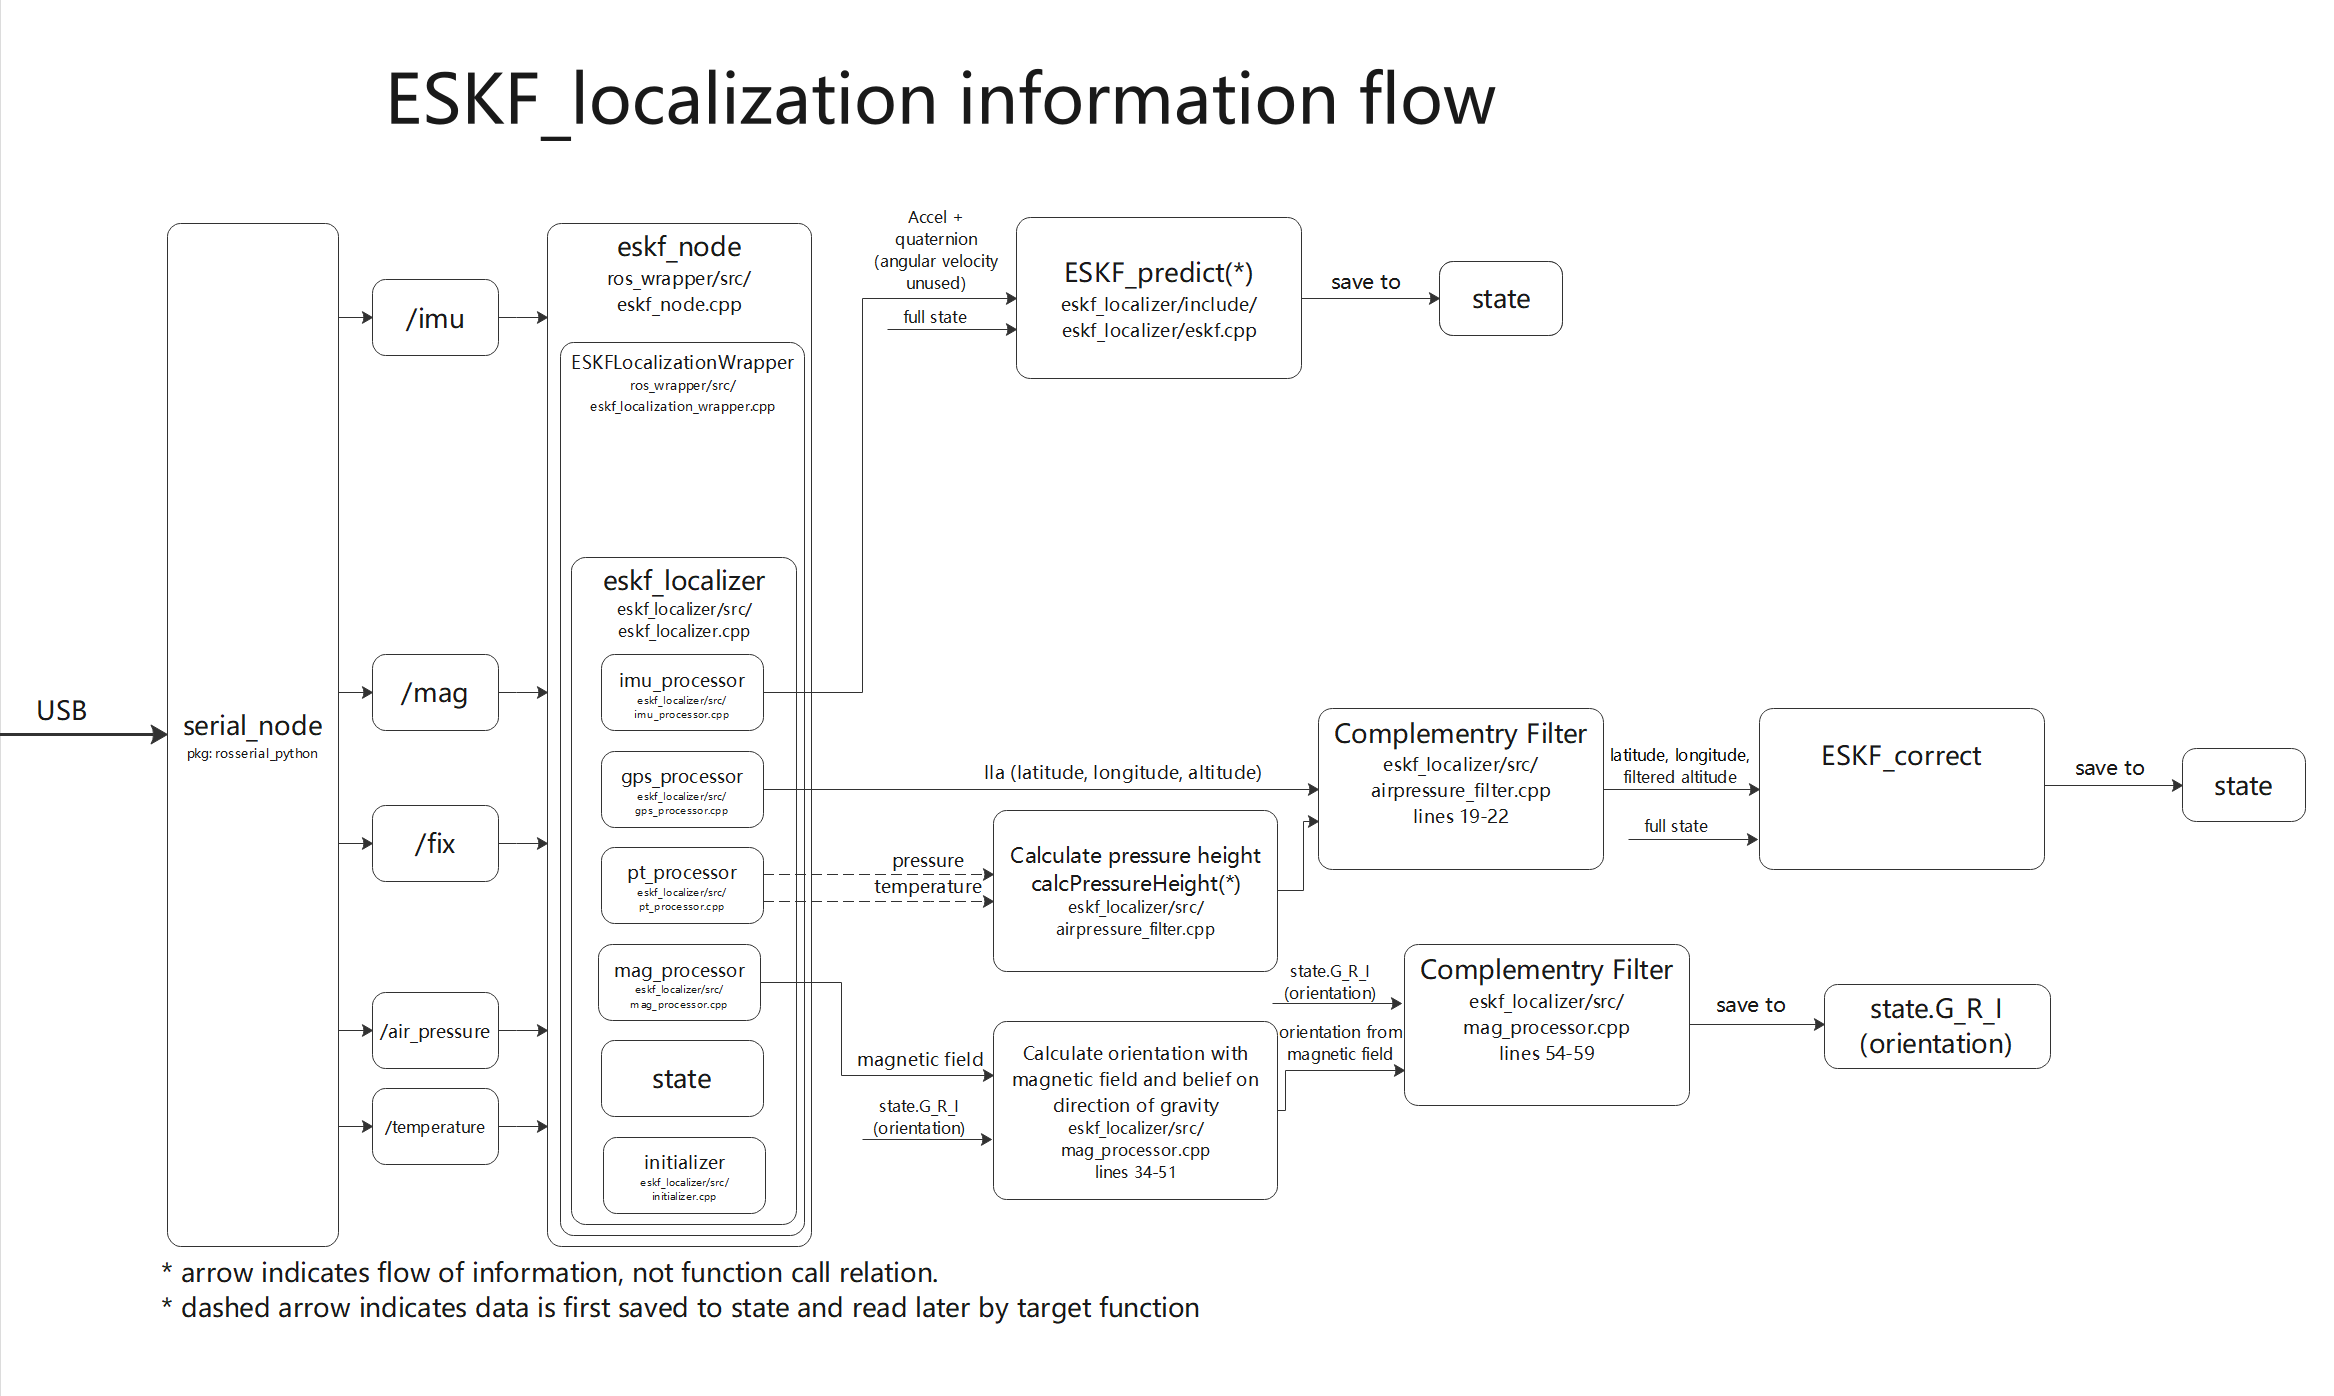 ESKF_localization information flow
USB
serial_node
pkg: rosserial_python
/imu
/mag
/fix
/air_pressure
/temperature
eskf_node
ros_wrapper/src/
eskf_node.cpp
ESKFLocalizationWrapper
ros_wrapper/src/
eskf_localization_wrapper.cpp
eskf_localizer
eskf_localizer/src/
eskf_localizer.cpp
imu_processor
eskf_localizer/src/
imu_processor.cpp
gps_processor
eskf_localizer/src/
gps_processor.cpp
pt_processor
eskf_localizer/src/
pt_processor.cpp
mag_processor
eskf_localizer/src/
mag_processor.cpp
state
initializer
eskf_localizer/src/
initializer.cpp
Accel +
quaternion
(angular velocity
unused)
full state
ESKF_predict(*)
eskf_localizer/include/
eskf_localizer/eskf.cpp
save to
state
lla (latitude, longitude, altitude)
pressure
temperature
Calculate pressure height
calcPressureHeight(*)
eskf_localizer/src/
airpressure_filter.cpp
Complementry Filter
eskf_localizer/src/
airpressure_filter.cpp
lines 19-22
latitude, longitude,
filtered altitude
full state
ESKF_correct
save to
state
magnetic field
state.G_R_I
(orientation)
Calculate orientation with
magnetic field and belief on
direction of gravity
eskf_localizer/src/
mag_processor.cpp
lines 34-51
state.G_R_I
(orientation)
orientation from
magnetic field
Complementry Filter
eskf_localizer/src/
mag_processor.cpp
lines 54-59
save to
state.G_R_I
(orientation)
* arrow indicates flow of information, not function call relation.
* dashed arrow indicates data is first saved to state and read later by target function